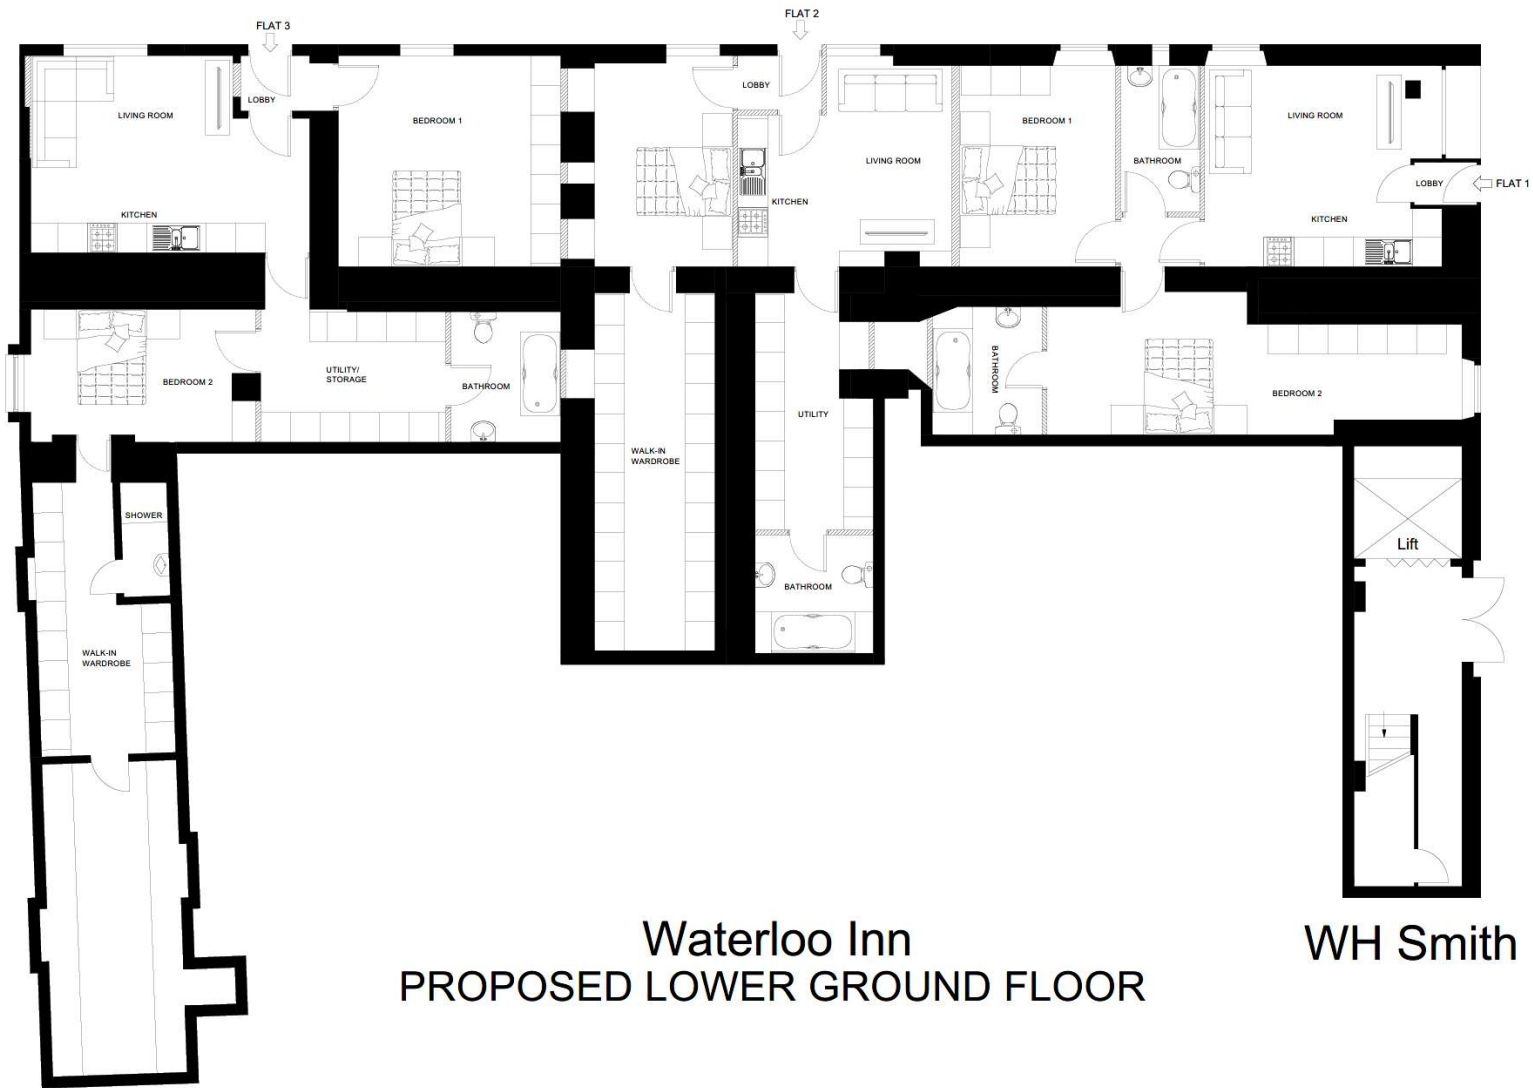 FLAT 3
FLAT 2
LOBBY
LIVING ROOM
BEDROOM 1
KITCHEN
LOBBY
LIVING ROOM
KITCHEN
BEDROOM 1
BATHROOM
LIVING ROOM
LOBBY
FLAT 1
KITCHEN
BEDROOM 2
UTILITY/
STORAGE
BATHROOM
WALK-IN
WARDROBE
UTILITY
BATHROOM
BATHROOM
BEDROOM 2
SHOWER
WALK-IN
WARDROBE
Lift
Waterloo Inn
PROPOSED LOWER GROUND FLOOR
WH Smith